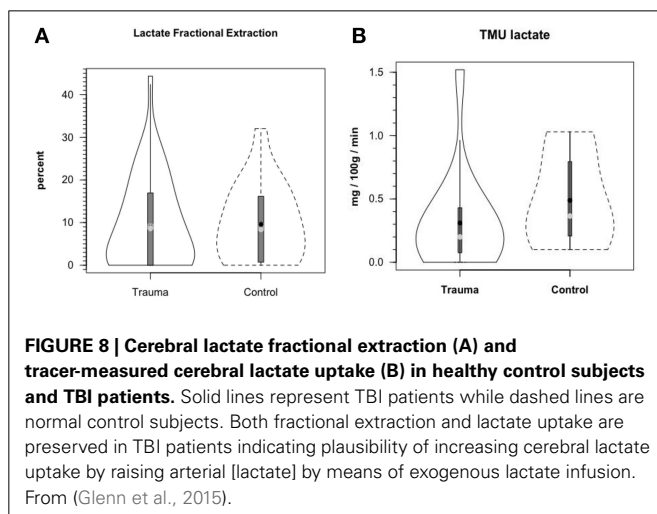 A
Lactate Fractional Extraction
percent
40
30
20
10
0
Trauma
Control
B
TMU lactate
mg / 100g / min
1.5
1.0
0.5
0.0
Trauma
Control
FIGURE 8 | Cerebral lactate fractional extraction (A) and
tracer-measured cerebral lactate uptake (B) in healthy control subjects
and TBI patients. Solid lines represent TBI patients while dashed lines are
normal control subjects. Both fractional extraction and lactate uptake are
preserved in TBI patients indicating plausibility of increasing cerebral lactate
uptake by raising arterial [lactate] by means of exogenous lactate infusion.
From (Glenn et al., 2015).